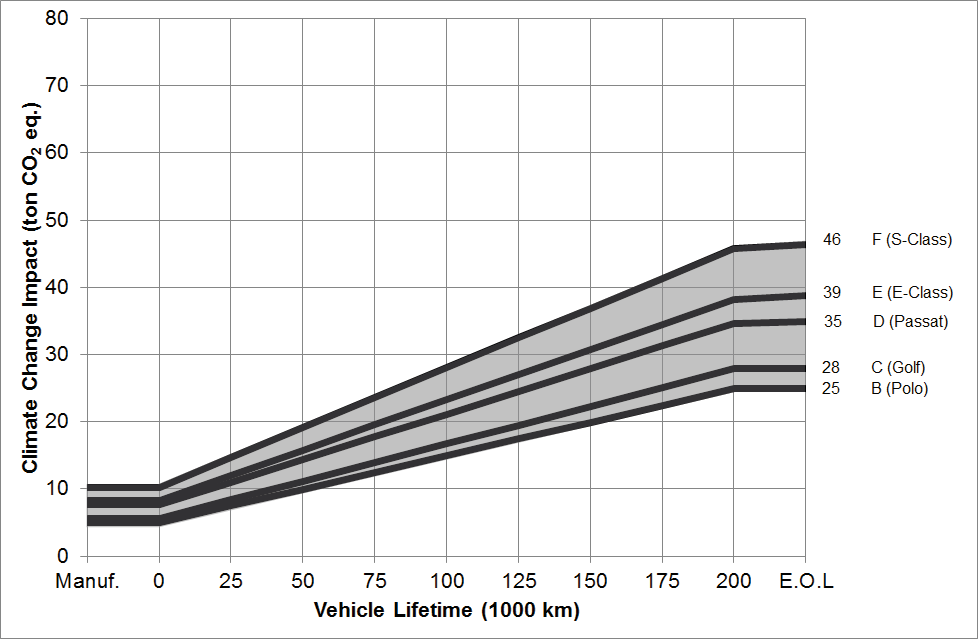 80
70
60
50
40
30
20
10
0
Climate Change Impact (ton CO₂ eq.)
46 F (S-Class)
39 E (E-Class)
35 D (Passat)
28 C (Golf)
25 B (Polo)
Manuf. 0 25 50 75 100 125 150 175 200 E.O.L
Vehicle Lifetime (1000 km)